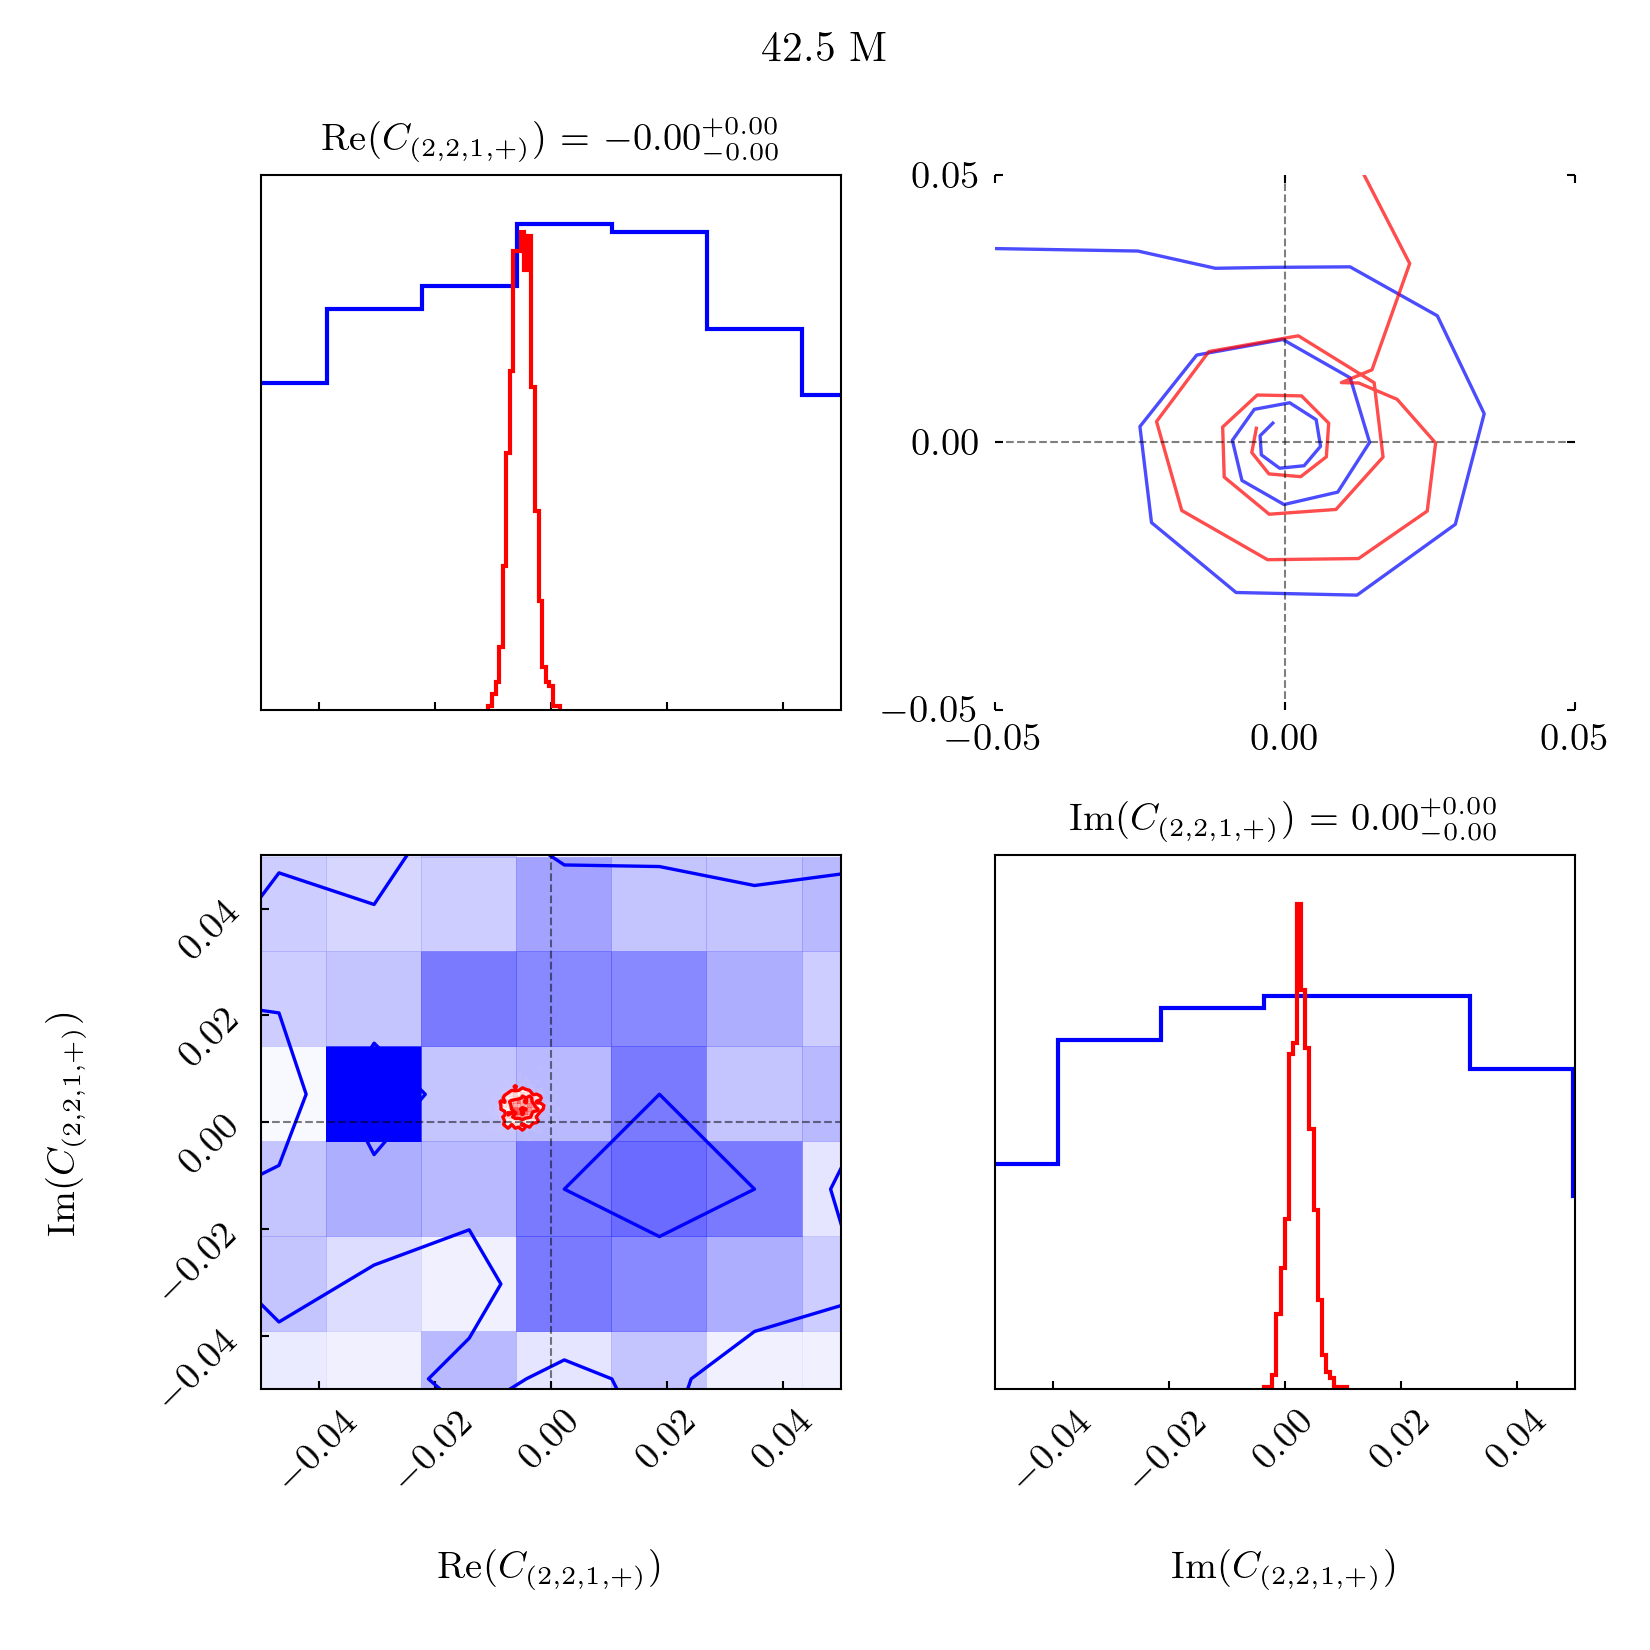 42.5 M
Re(C₍₂,₂,₁,₊₎) = −0.00⁺⁰·⁰⁰₋₀.₀₀
0.05
0.00
−0.05
−0.05 0.00 0.05
Im(C₍₂,₂,₁,₊₎) = 0.00⁺⁰·⁰⁰₋₀.₀₀
Im(C₍₂,₂,₁,₊₎)
0.04
0.02
0.00
−0.02
−0.04
−0.04 −0.02 0.00 0.02 0.04
−0.04 −0.02 0.00 0.02 0.04
Re(C₍₂,₂,₁,₊₎)
Im(C₍₂,₂,₁,₊₎)